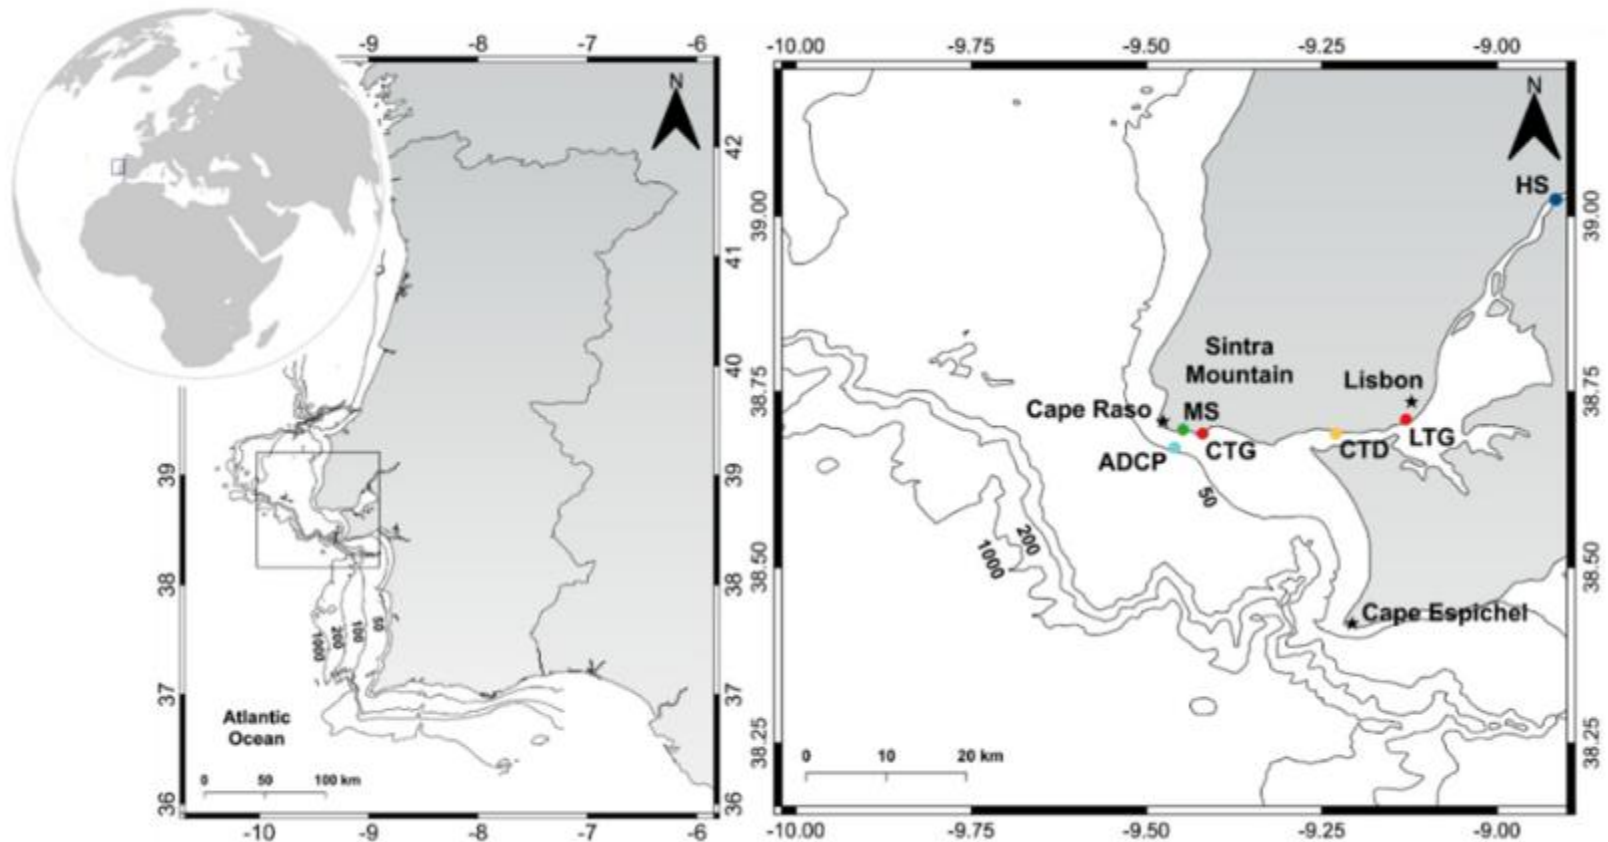 -9 -8 -7 -6
N
42
41
40
39 39
38 38
37 37
36 36
1000 200 100 50
Atlantic
Ocean
0 50 100 km
-10 -9 -8 -7 -6
-10.00 -9.75 -9.50 -9.25 -9.00
N
HS
39.00 39.00
Sintra
Mountain
Lisbon
38.75 38.75
Cape Raso MS
ADCP CTG CTD LTG
50
200
1000
38.50 38.50
Cape Espichel
38.25 38.25
0 10 20 km
-10.00 -9.75 -9.50 -9.25 -9.00